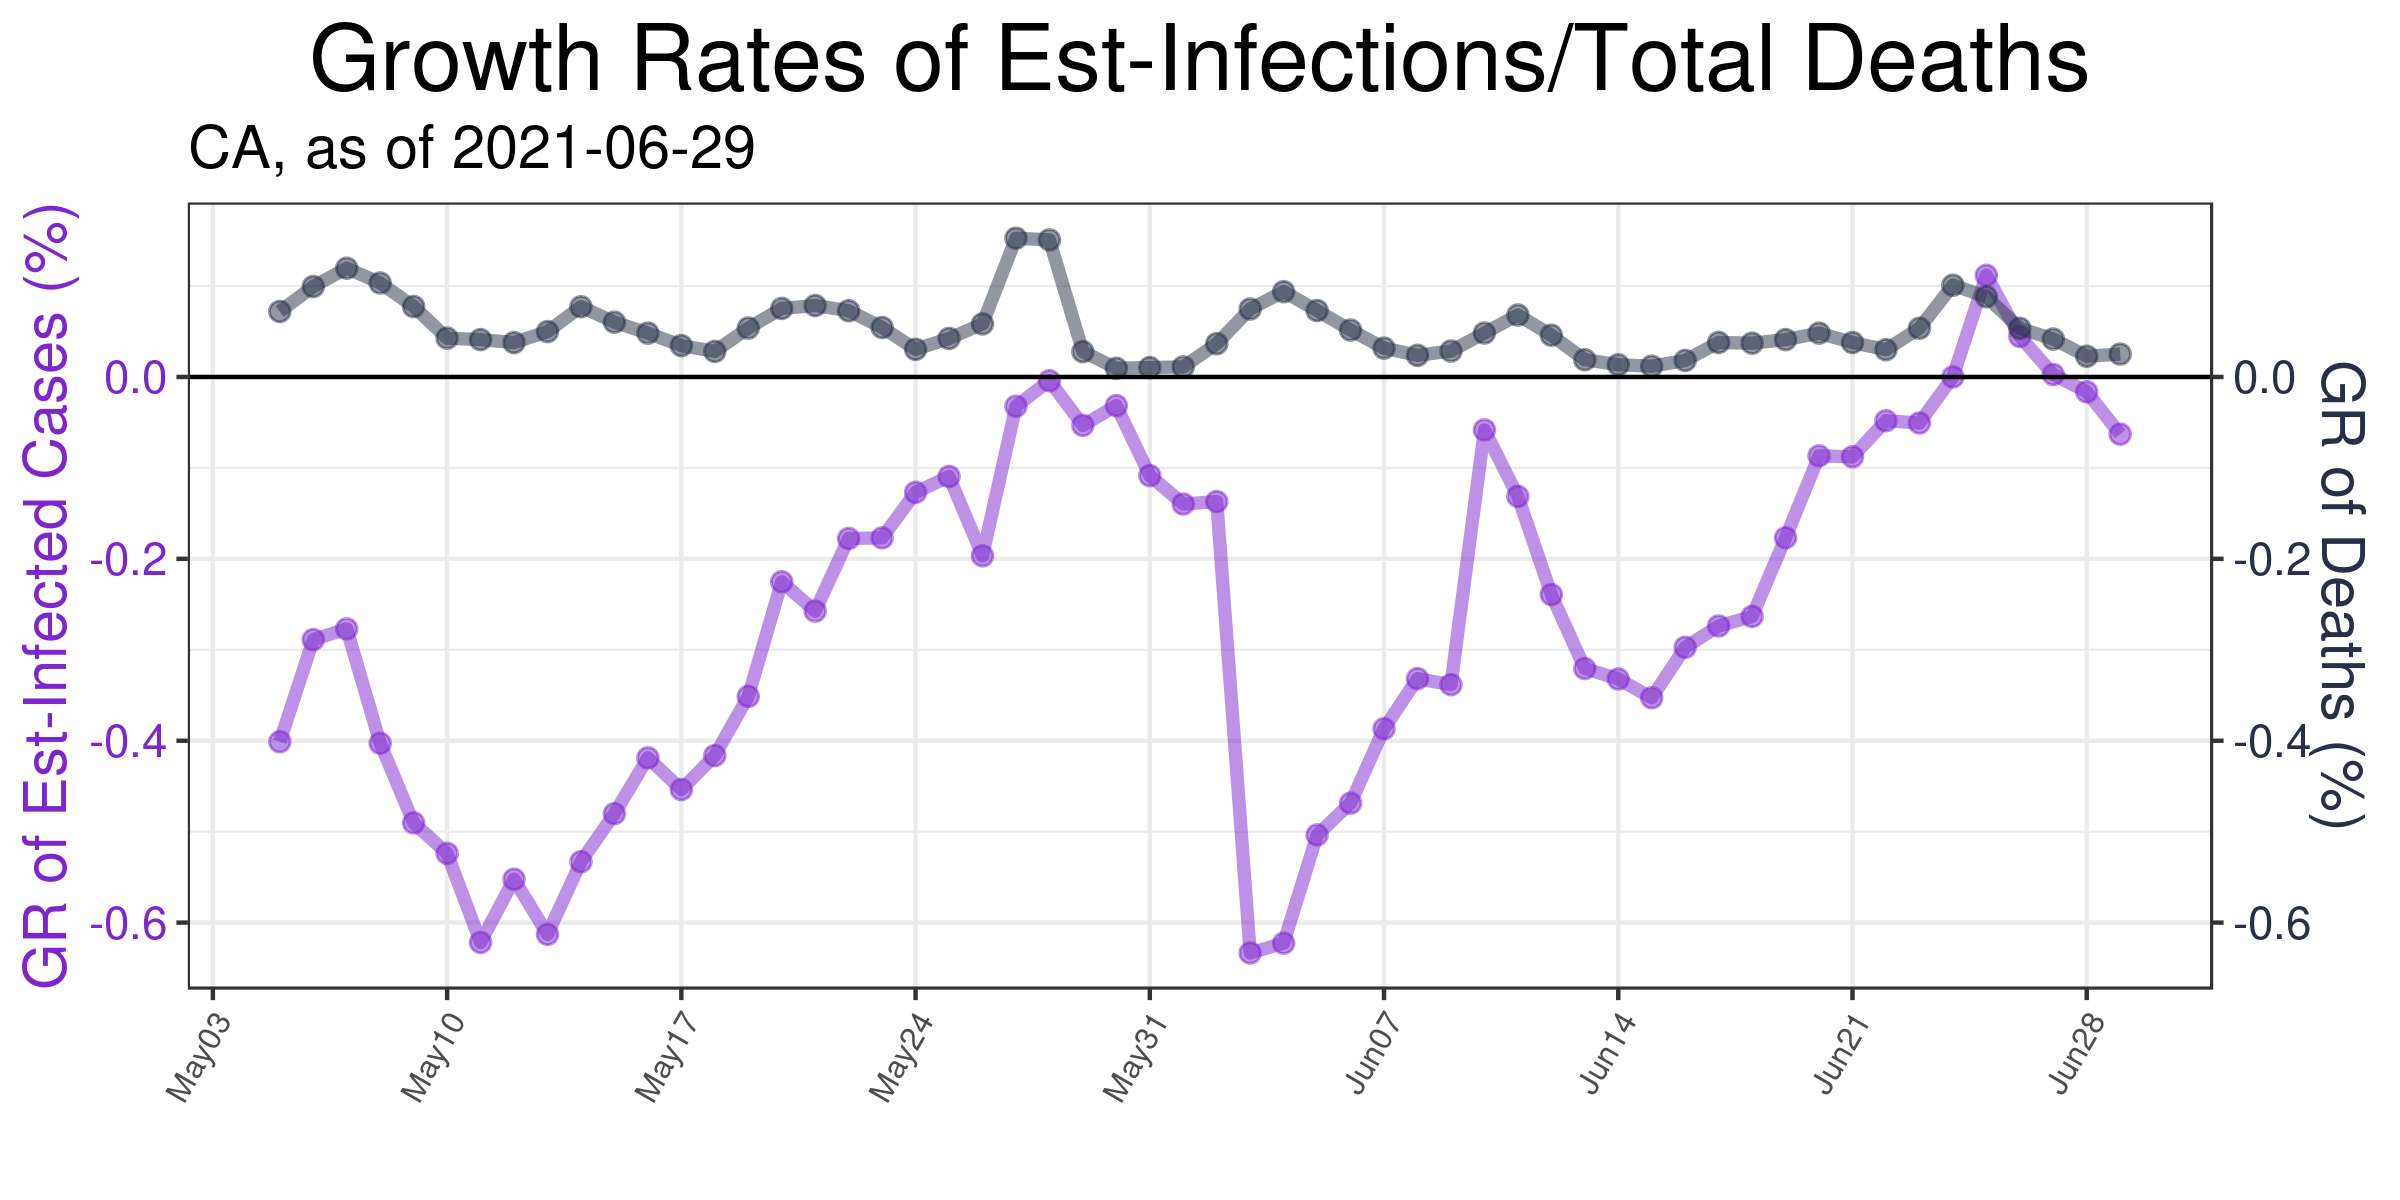 Growth Rates of Est-Infections/Total Deaths
CA, as of 2021-06-29
GR of Est-Infected Cases (%)
0.0
-0.2
-0.4
-0.6
0.0
-0.2
-0.4
-0.6
GR of Deaths (%)
May03
May10
May17
May24
May31
Jun07
Jun14
Jun21
Jun28